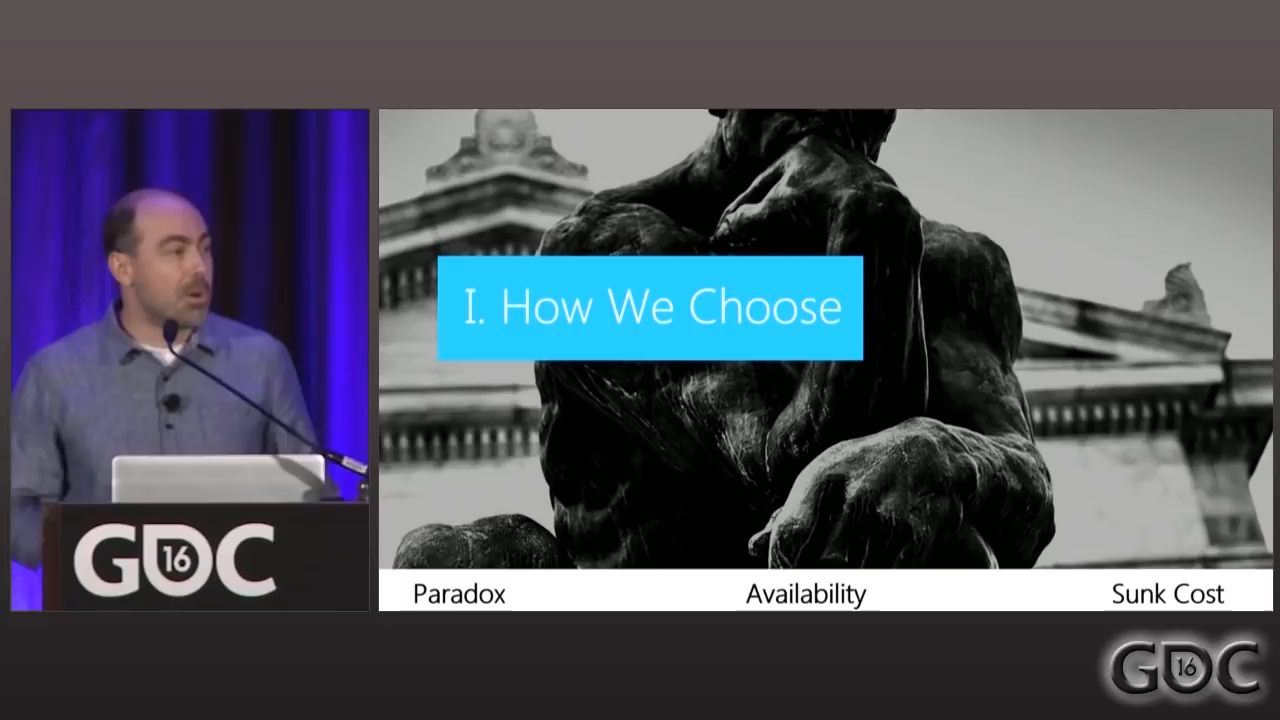 I. How We Choose
Paradox
Availability
Sunk Cost
GDC
16
GDC
16